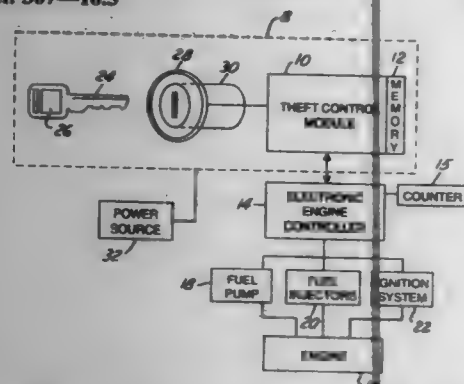 8
28
30
10
12
24
26
THEFT CONTROL
MODULE
MEMORY
14
ELECTRONIC
ENGINE
CONTROLLER
15
COUNTER
POWER
SOURCE
32
18
FUEL
PUMP
FUEL
INJECTORS
20
IGNITION
SYSTEM
22
ENGINE